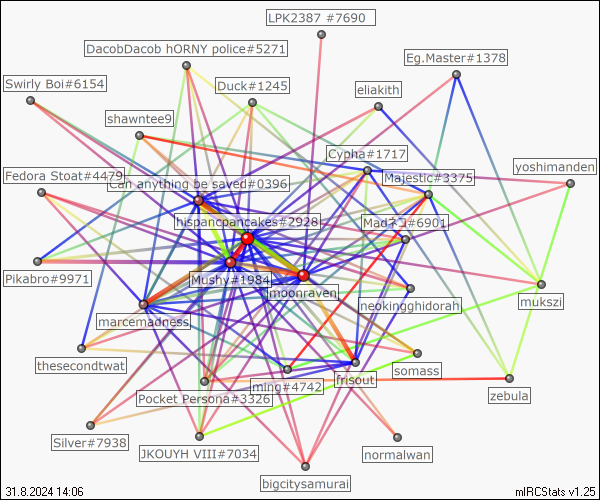 LPK2387 #7690
DacobDacob hORNY police#5271
Eg.Master#1378
Swirly Boi#6154
Duck#1245
eliakith
shawntee9
Cypha#1717
yoshimanden
Fedora Stoat#4479
Can anything be saved#0396
Majestic#3375
hispancpancakes#2928
Pikabro#9971
Mushy#1984
moonraven
neokingghidorah
mukszi
marcemadness
thesecondtwat
ming#4742
frisout
somass
Pocket Persona#3326
zebula
Silver#7938
JKOUYH VIII#7034
normalwan
bigcitysamurai
31.8.2024 14:06
mIRCStats v1.25